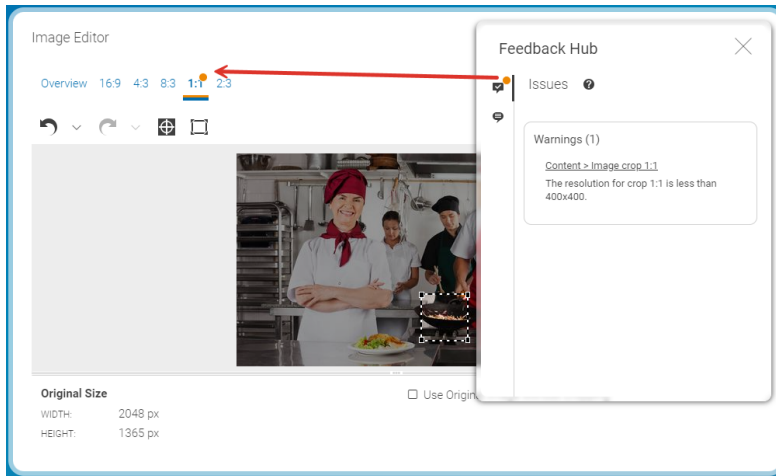 Image Editor
Overview 16:9 4:3 8:3 1:1 2:3
Original Size
WIDTH: 2048 px
HEIGHT: 1365 px
Use Origin
Feedback Hub
Issues
Warnings (1)
Content > Image crop 1:1
The resolution for crop 1:1 is less than
400x400.